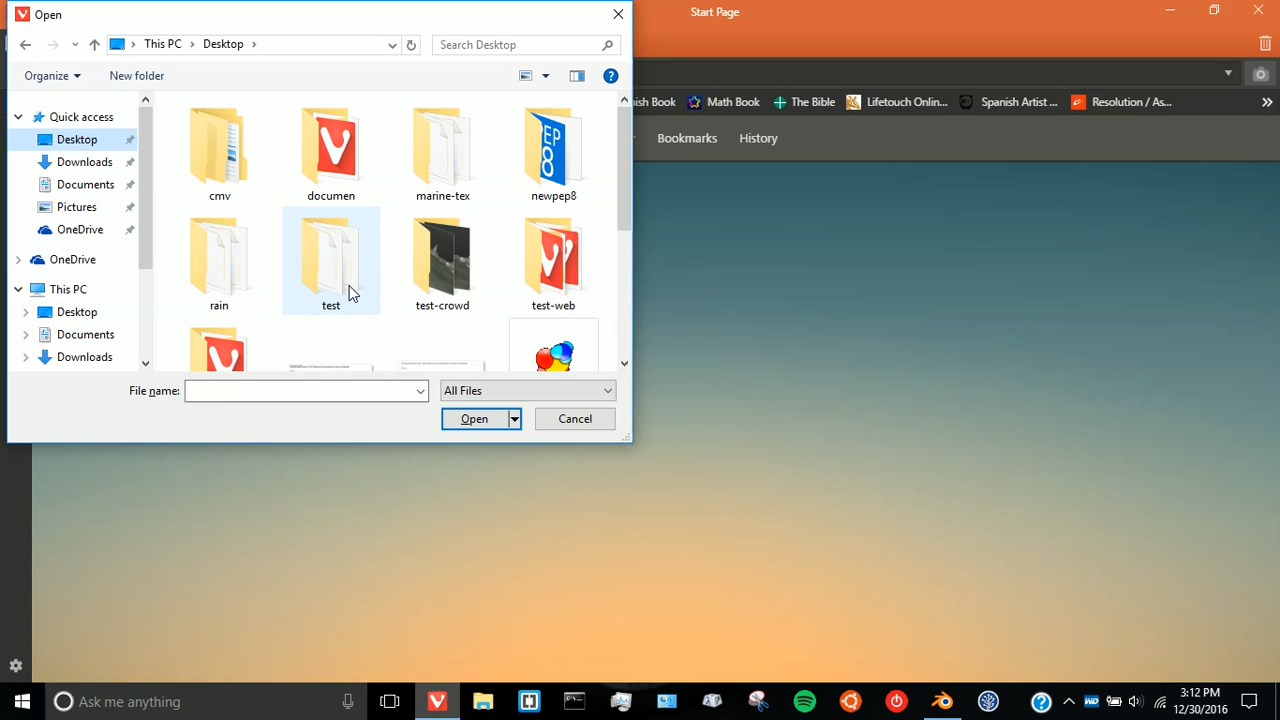 Open
Start Page
This PC
Desktop
Search Desktop
Organize
New folder
ish Book
Math Book
The Bible
Lifetouch Onlin...
Spanish Artist ...
Resolution / As...
Bookmarks
History
Quick access
Desktop
Downloads
Documents
Pictures
OneDrive
OneDrive
This PC
Desktop
Documents
Downloads
cmv
documen
marine-tex
EP
8
newpep8
rain
test
test-crowd
test-web
File name:
All Files
Open
Cancel
Ask me anything
3:12 PM
12/30/2016